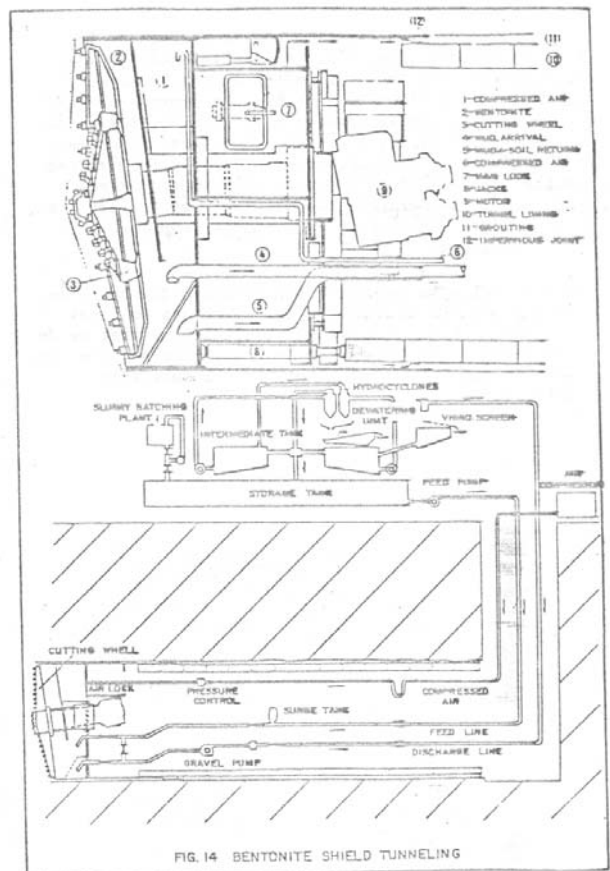 (12)
(11)
(10)
(2)
(7)
1-COMPRESSED AIR
2-BENTONITE
3-CUTTING WHEEL
4-MUD ARRIVAL
5-MUD&SOIL RETURN
6-COMPRESSED AIR
7-MAN LOCK
8-JACKS
9-MOTOR
10-TUNNEL LINING
11-GROUTING
12-IMPERVIOUS JOINT
(9)
(4)
(6)
(3)
(5)
8
HYDROCYCLONES
SLURRY BATCHING
PLANT
DEWATERING
UNIT
VIBRO SCREEN
INTERMEDIATE TANK
AIR
COMPRESSOR
FEED PUMP
STORAGE TANK
CUTTING WHELL
AIR LOCK
PRESSURE
CONTROL
COMPRESSED
AIR
SURGE TANK
FEED LINE
GRAVEL PUMP
DISCHARGE LINE
FIG. 14 BENTONITE SHIELD TUNNELING